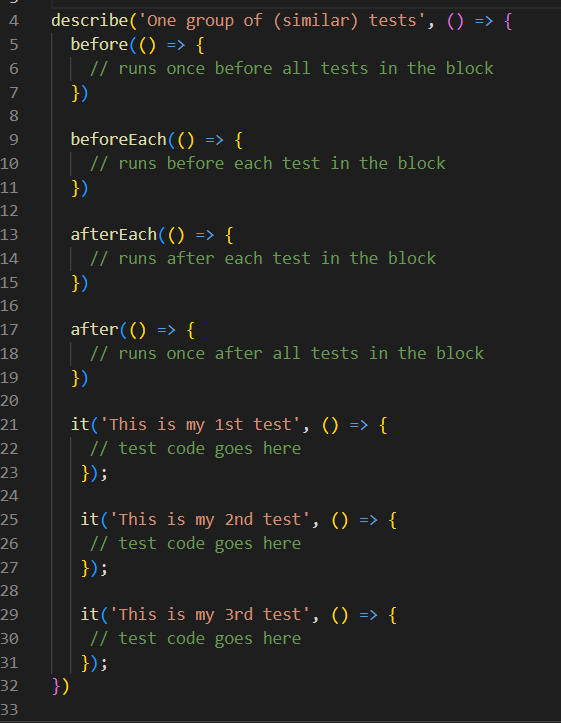 4 describe('One group of (similar) tests', () => {
5   before(() => {
6     // runs once before all tests in the block
7   })
8
9   beforeEach(() => {
10     // runs before each test in the block
11   })
12
13   afterEach(() => {
14     // runs after each test in the block
15   })
16
17   after(() => {
18     // runs once after all tests in the block
19   })
20
21   it('This is my 1st test', () => {
22     // test code goes here
23    });
24
25    it('This is my 2nd test', () => {
26     // test code goes here
27    });
28
29    it('This is my 3rd test', () => {
30     // test code goes here
31    });
32 })
33